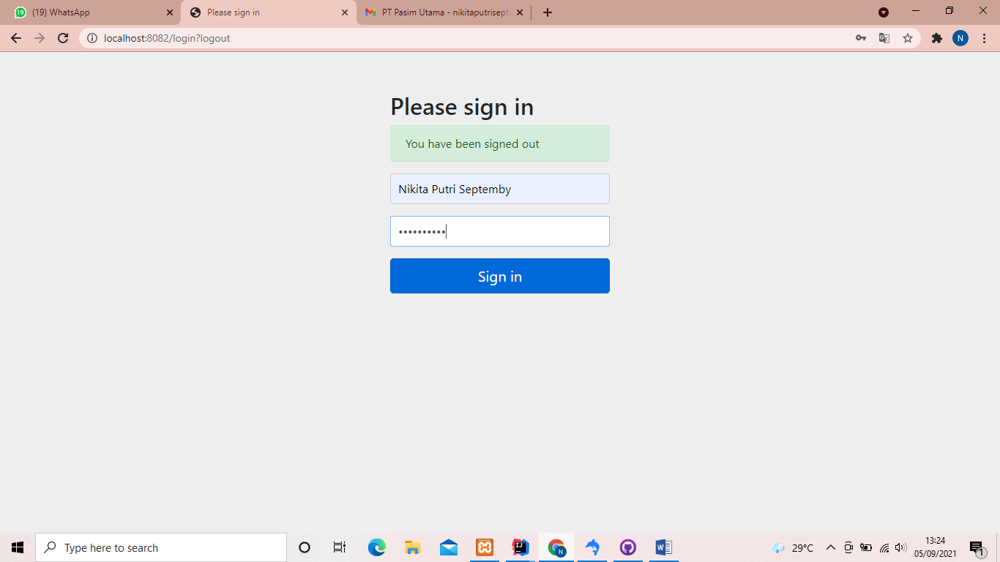 (19) WhatsApp
Please sign in
PT Pasim Utama - nikitaputrisept
localhost:8082/login?logout
N
Please sign in
You have been signed out
Nikita Putri Septemby
••••••••••
Sign in
Type here to search
29°C
13:24
05/09/2021
1